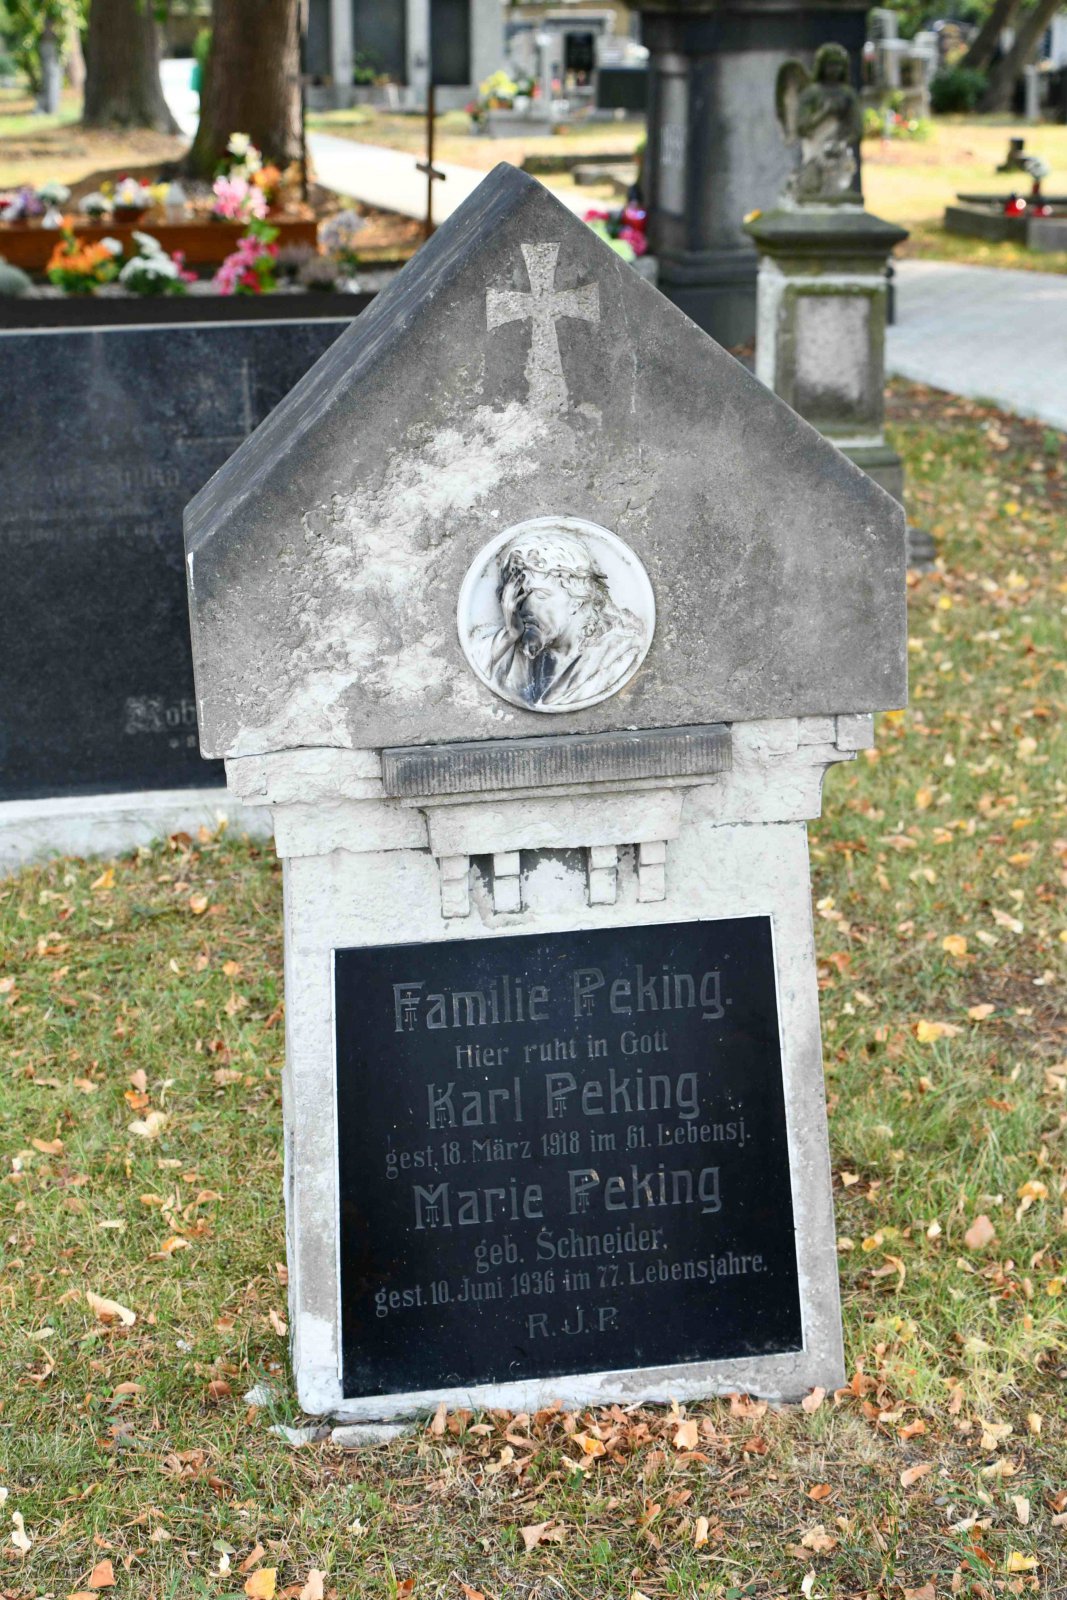 Familie Peking.
Hier ruht in Gott
Karl Peking
gest. 18. März 1918 im 61. Lebensj.
Marie Peking
geb. Schneider,
gest. 10. Juni 1936 im 77. Lebensjahre.
R. J. P.